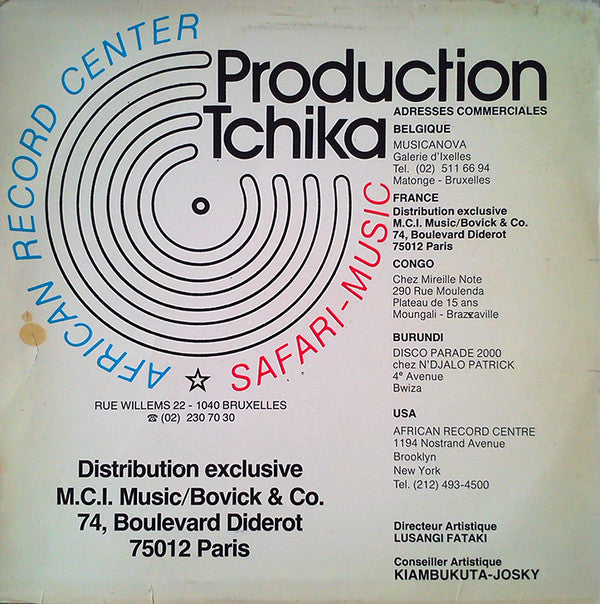 AFRICAN RECORD CENTER
SAFARI-MUSIC
Production
Tchika
RUE WILLEMS 22 - 1040 BRUXELLES
☎ (02) 230 70 30
Distribution exclusive
M.C.I. Music/Bovick & Co.
74, Boulevard Diderot
75012 Paris
ADRESSES COMMERCIALES
BELGIQUE
MUSICANOVA
Galerie d'Ixelles
Tel. (02) 511 66 94
Matonge - Bruxelles
FRANCE
Distribution exclusive
M.C.I. Music/Bovick & Co.
74, Boulevard Diderot
75012 Paris
CONGO
Chez Mireille Note
290 Rue Moulenda
Plateau de 15 ans
Moungali - Brazzaville
BURUNDI
DISCO PARADE 2000
chez N'DJALO PATRICK
4e Avenue
Bwiza
USA
AFRICAN RECORD CENTRE
1194 Nostrand Avenue
Brooklyn
New York
Tel. (212) 493-4500
Directeur Artistique
LUSANGI FATAKI
Conseiller Artistique
KIAMBUKUTA-JOSKY